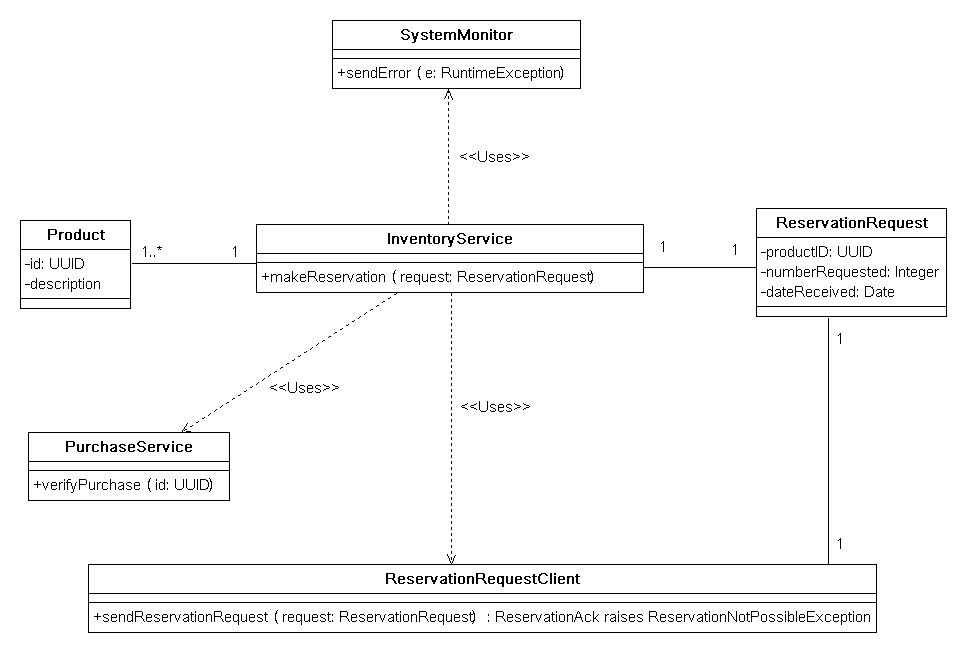 SystemMonitor
+sendError ( e: RuntimeException)
<<Uses>>
Product
-id: UUID
-description
1..*
1
InventoryService
+makeReservation ( request: ReservationRequest)
1
1
ReservationRequest
-productID: UUID
-numberRequested: Integer
-dateReceived: Date
1
<<Uses>>
<<Uses>>
PurchaseService
+verifyPurchase ( id: UUID)
1
ReservationRequestClient
+sendReservationRequest ( request: ReservationRequest) : ReservationAck raises ReservationNotPossibleException